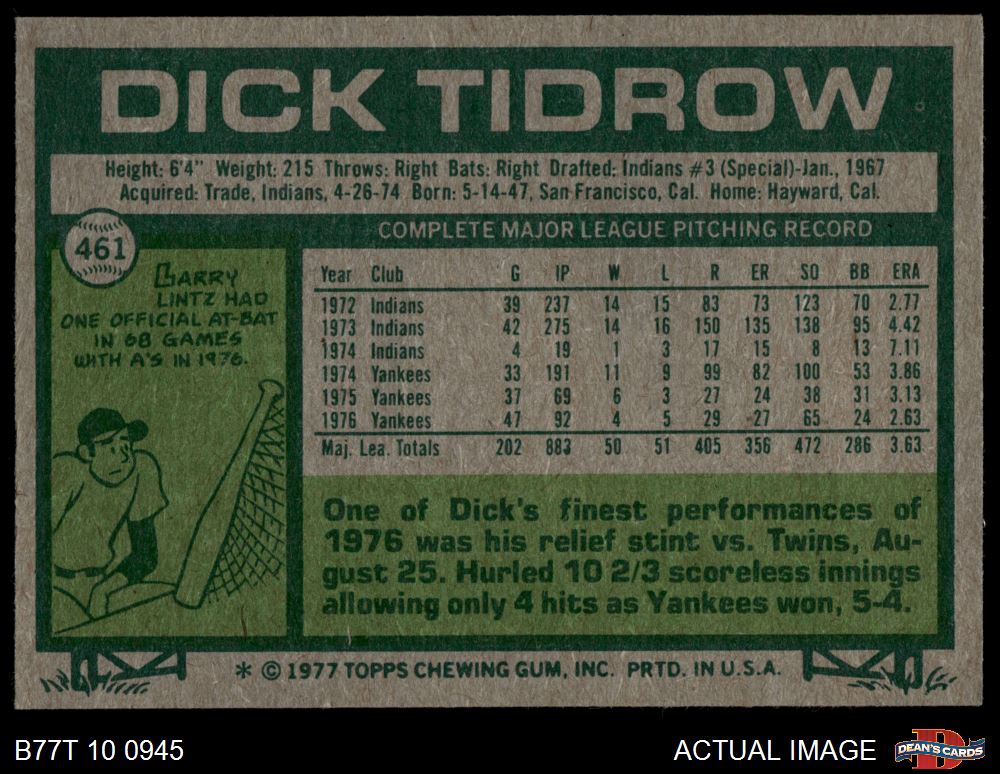 DICK TIDROW
Height: 6'4" Weight: 215 Throws: Right Bats: Right Drafted: Indians #3 (Special)-Jan., 1967
Acquired: Trade, Indians, 4-26-74 Born: 5-14-47, San Francisco, Cal. Home: Hayward, Cal.
461
LARRY
LINTZ HAD
ONE OFFICIAL AT-BAT
IN 68 GAMES
WITH A'S IN 1976.
COMPLETE MAJOR LEAGUE PITCHING RECORD
Year Club G IP W L R ER SO BB ERA
1972 Indians 39 237 14 15 83 73 123 70 2.77
1973 Indians 42 275 14 16 150 135 138 95 4.42
1974 Indians 4 19 1 3 17 15 8 13 7.11
1974 Yankees 33 191 11 9 99 82 100 53 3.86
1975 Yankees 37 69 6 3 27 24 38 31 3.13
1976 Yankees 47 92 4 5 29 27 65 24 2.63
Maj. Lea. Totals 202 883 50 51 405 356 472 286 3.63
One of Dick's finest performances of
1976 was his relief stint vs. Twins, Au-
gust 25. Hurled 10 2/3 scoreless innings
allowing only 4 hits as Yankees won, 5-4.
* © 1977 TOPPS CHEWING GUM, INC. PRTD. IN U.S.A.
B77T 10 0945
ACTUAL IMAGE
D
DEAN'S CARDS